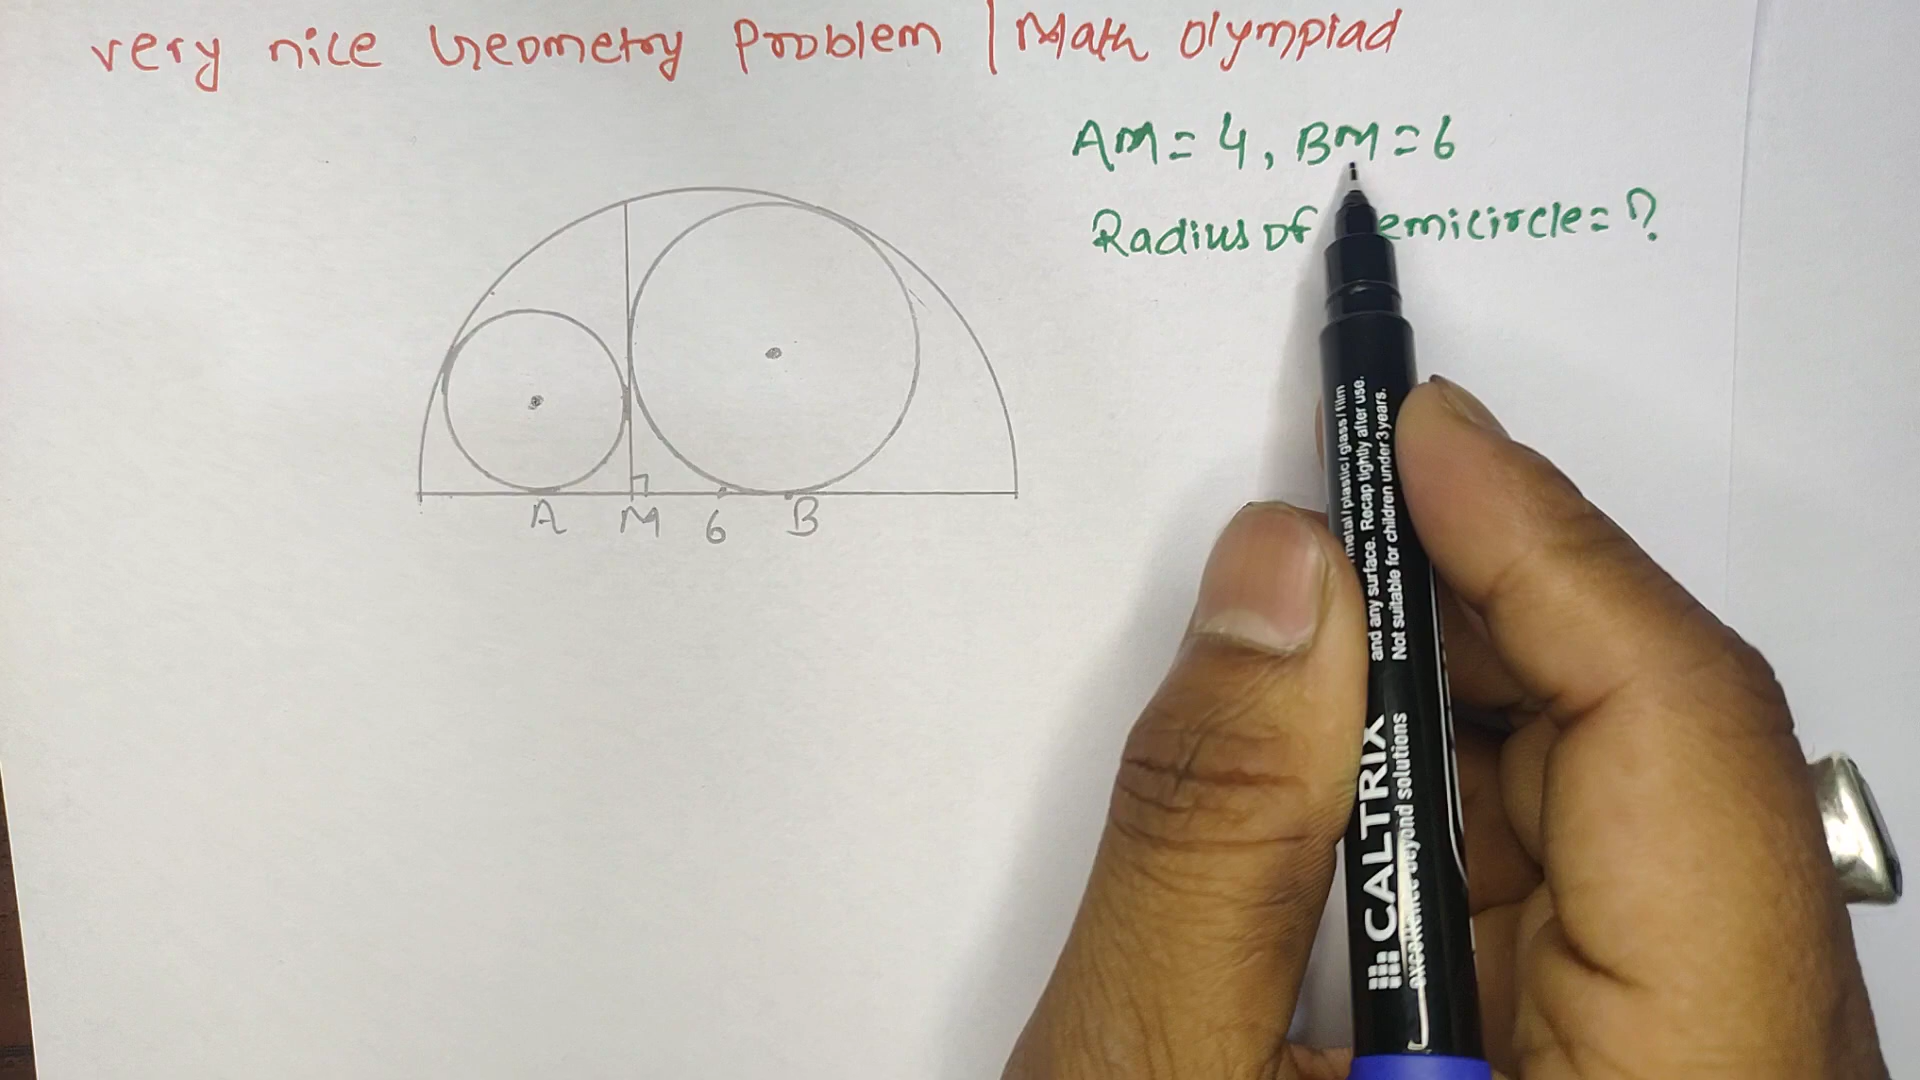 very nice Geometry Problem | Math Olympiad
AM = 4, BM = 6
Radius of emicircle = ?
A M 6 B
CALTRIX
excellence beyond solutions
metal/plastic/glass/film
and any surface. Recap tightly after use.
Not suitable for children under 3 years.